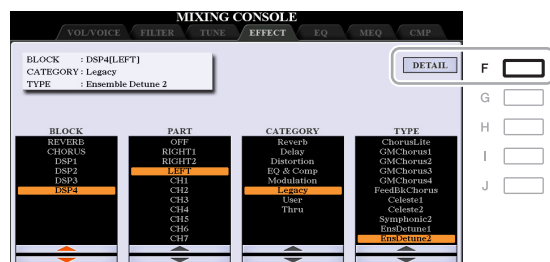 MIXING CONSOLE
VOL/VOICE FILTER TUNE EFFECT EQ MEQ CMP
BLOCK : DSP4[LEFT]
CATEGORY : Legacy
TYPE : Ensemble Detune 2
DETAIL
F
G
H
I
J
BLOCK
REVERB
CHORUS
DSP1
DSP2
DSP3
DSP4
PART
OFF
RIGHT1
RIGHT2
LEFT
CH1
CH2
CH3
CH4
CH5
CH6
CH7
CATEGORY
Reverb
Delay
Distortion
EQ & Comp
Modulation
Legacy
User
Thru
TYPE
ChorusLite
GMChorus1
GMChorus2
GMChorus3
GMChorus4
FeedBkChorus
Celeste1
Celeste2
Symphonic2
EnsDetune1
EnsDetune2